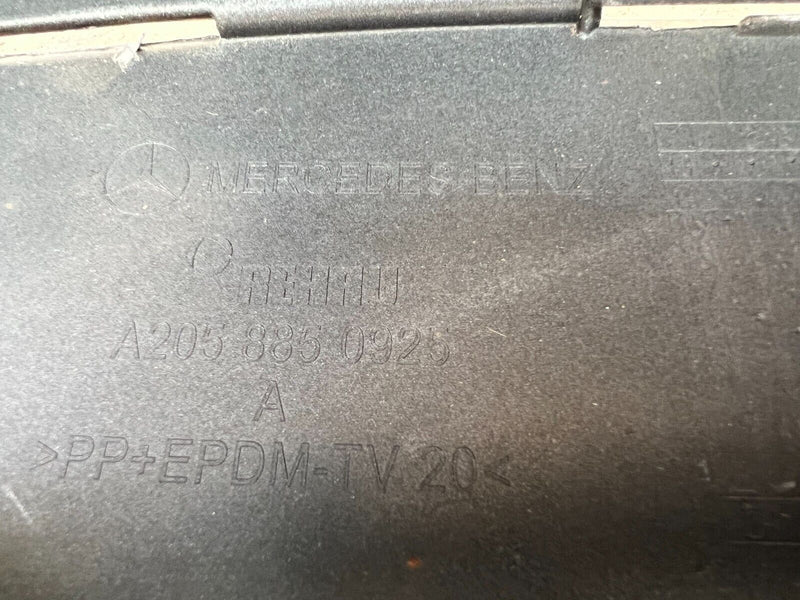 MERCEDES-BENZ
REHAU
A205 885 0925
A
>PP+EPDM-TV 20<